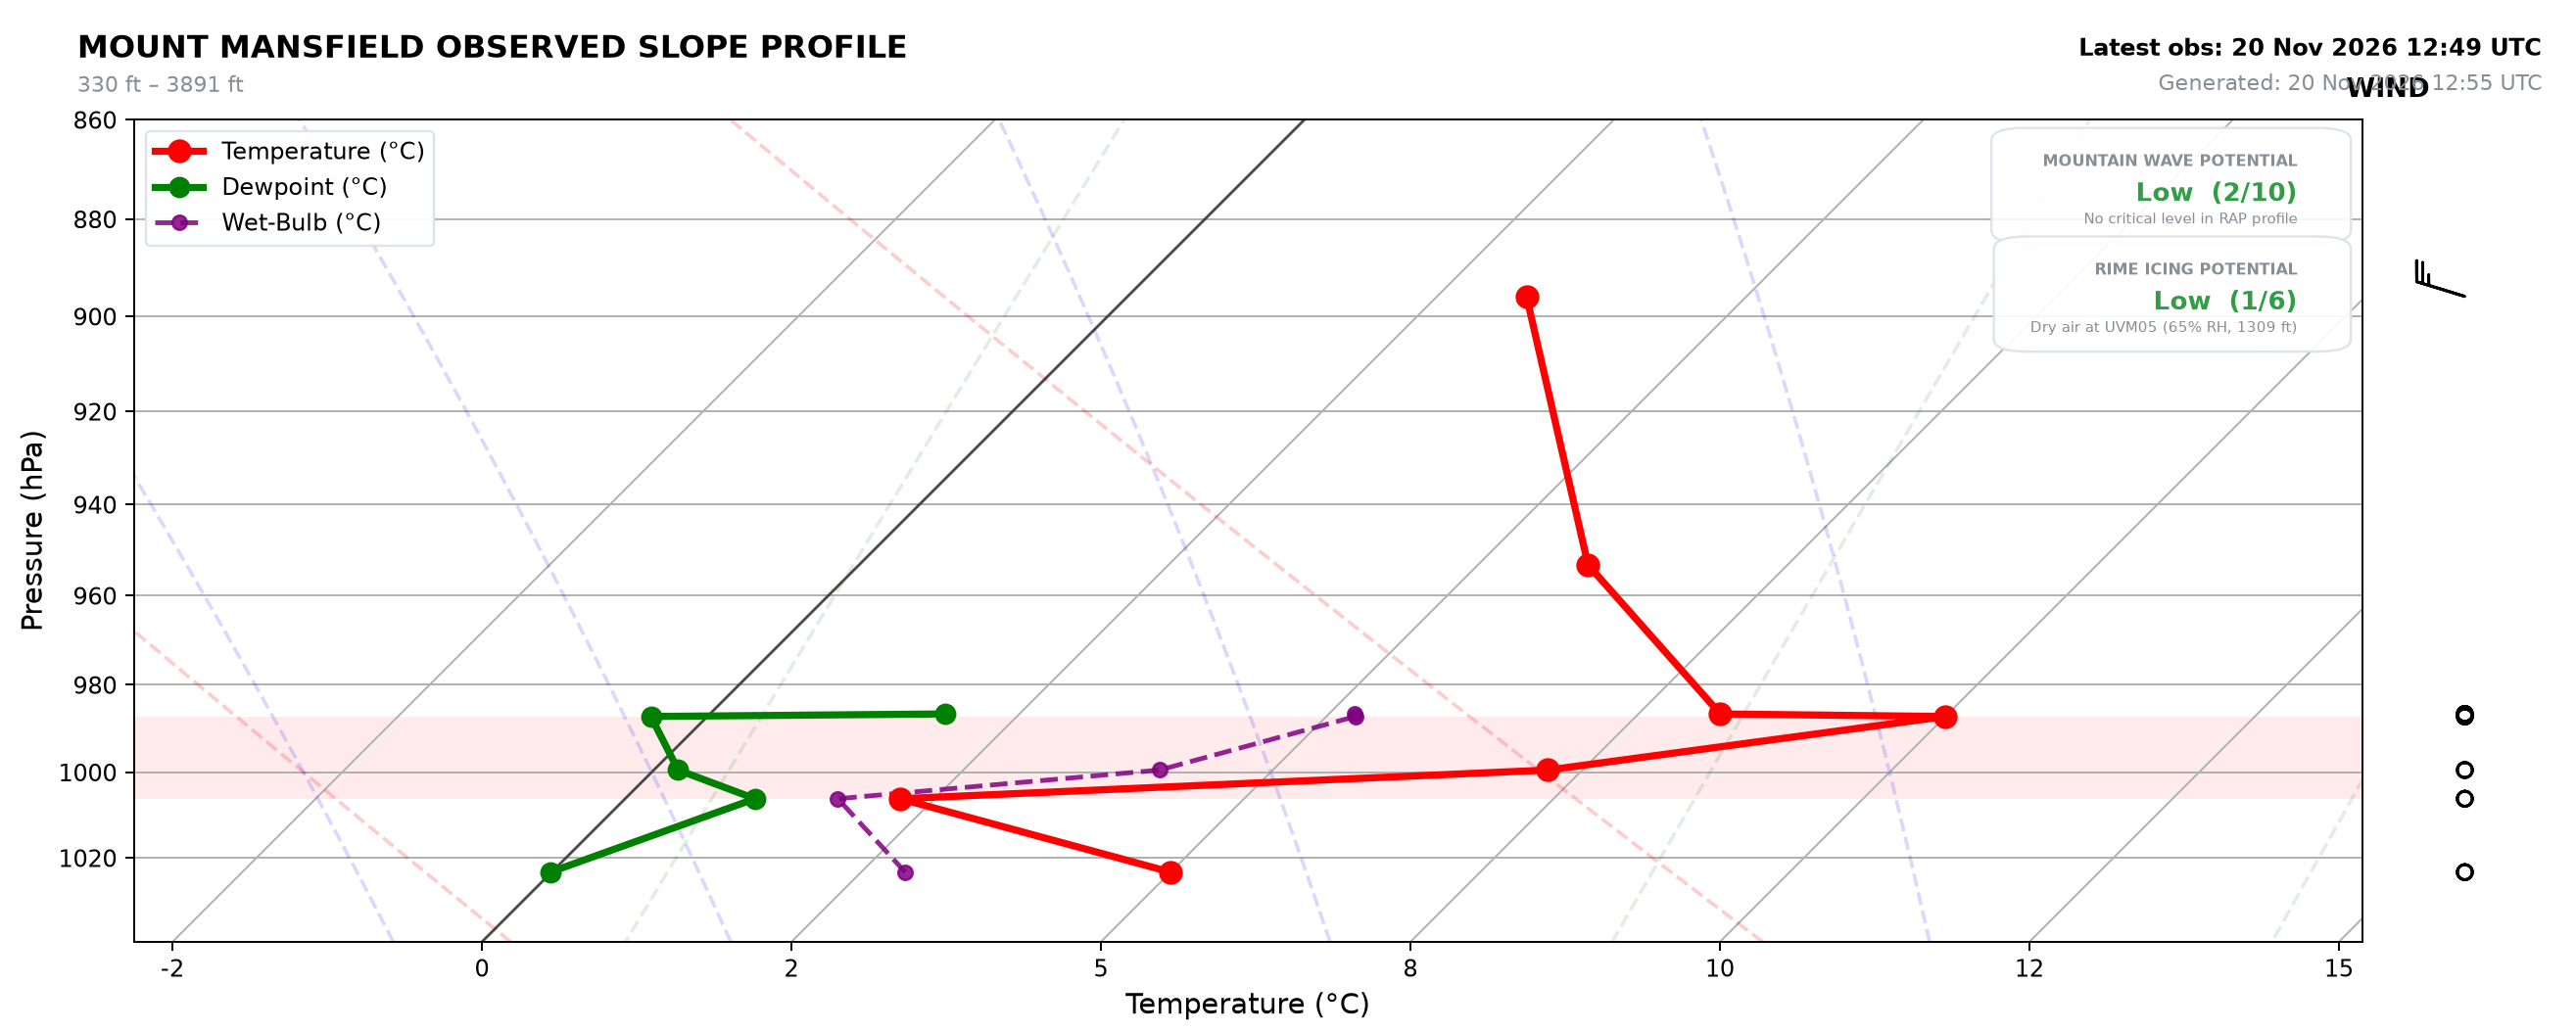 MOUNT MANSFIELD OBSERVED SLOPE PROFILE
Latest obs: 20 Nov 2026 12:49 UTC
330 ft – 3891 ft
Generated: 20 Nov 2026 12:55 UTC
WIND
Temperature (°C)
Dewpoint (°C)
Wet-Bulb (°C)
MOUNTAIN WAVE POTENTIAL
Low (2/10)
No critical level in RAP profile
RIME ICING POTENTIAL
Low (1/6)
Dry air at UVM05 (65% RH, 1309 ft)
Pressure (hPa)
860
880
900
920
940
960
980
1000
1020
-2 0 2 5 8 10 12 15
Temperature (°C)